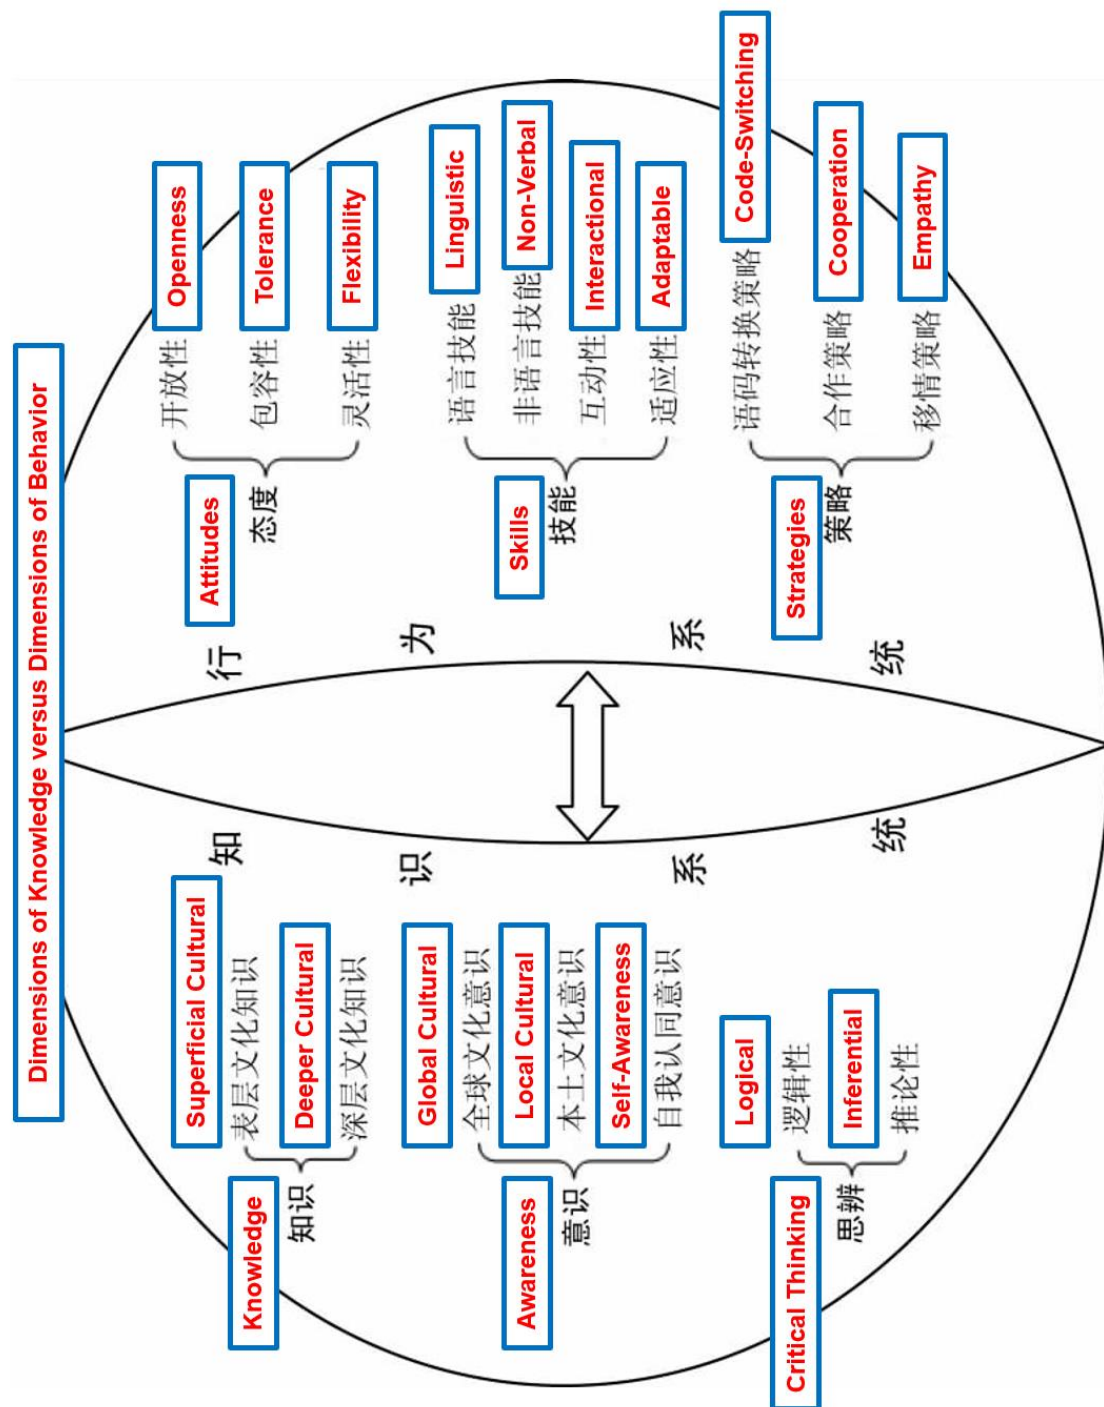 Dimensions of Knowledge versus Dimensions of Behavior
知识系统
Knowledge
知识
Superficial Cultural
表层文化知识
Deeper Cultural
深层文化知识
Awareness
意识
Global Cultural
全球文化意识
Local Cultural
本土文化意识
Self-Awareness
自我认同意识
Critical Thinking
思辨
Logical
逻辑性
Inferential
推论性
行为系统
Attitudes
态度
开放性 Openness
包容性 Tolerance
灵活性 Flexibility
Skills
技能
语言技能 Linguistic
非语言技能 Non-Verbal
互动性 Interactional
适应性 Adaptable
Strategies
策略
语码转换策略 Code-Switching
合作策略 Cooperation
移情策略 Empathy